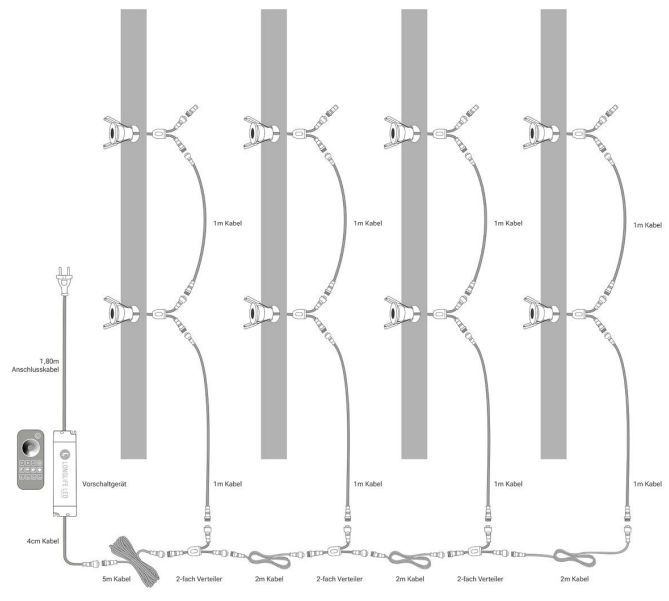 1m Kabel
1m Kabel
1m Kabel
1m Kabel
1,80m
Anschlusskabel
LONGLIFE LED
Vorschaltgerät
1m Kabel
1m Kabel
1m Kabel
1m Kabel
4cm Kabel
5m Kabel
2-fach Verteiler
2m Kabel
2-fach Verteiler
2m Kabel
2-fach Verteiler
2m Kabel